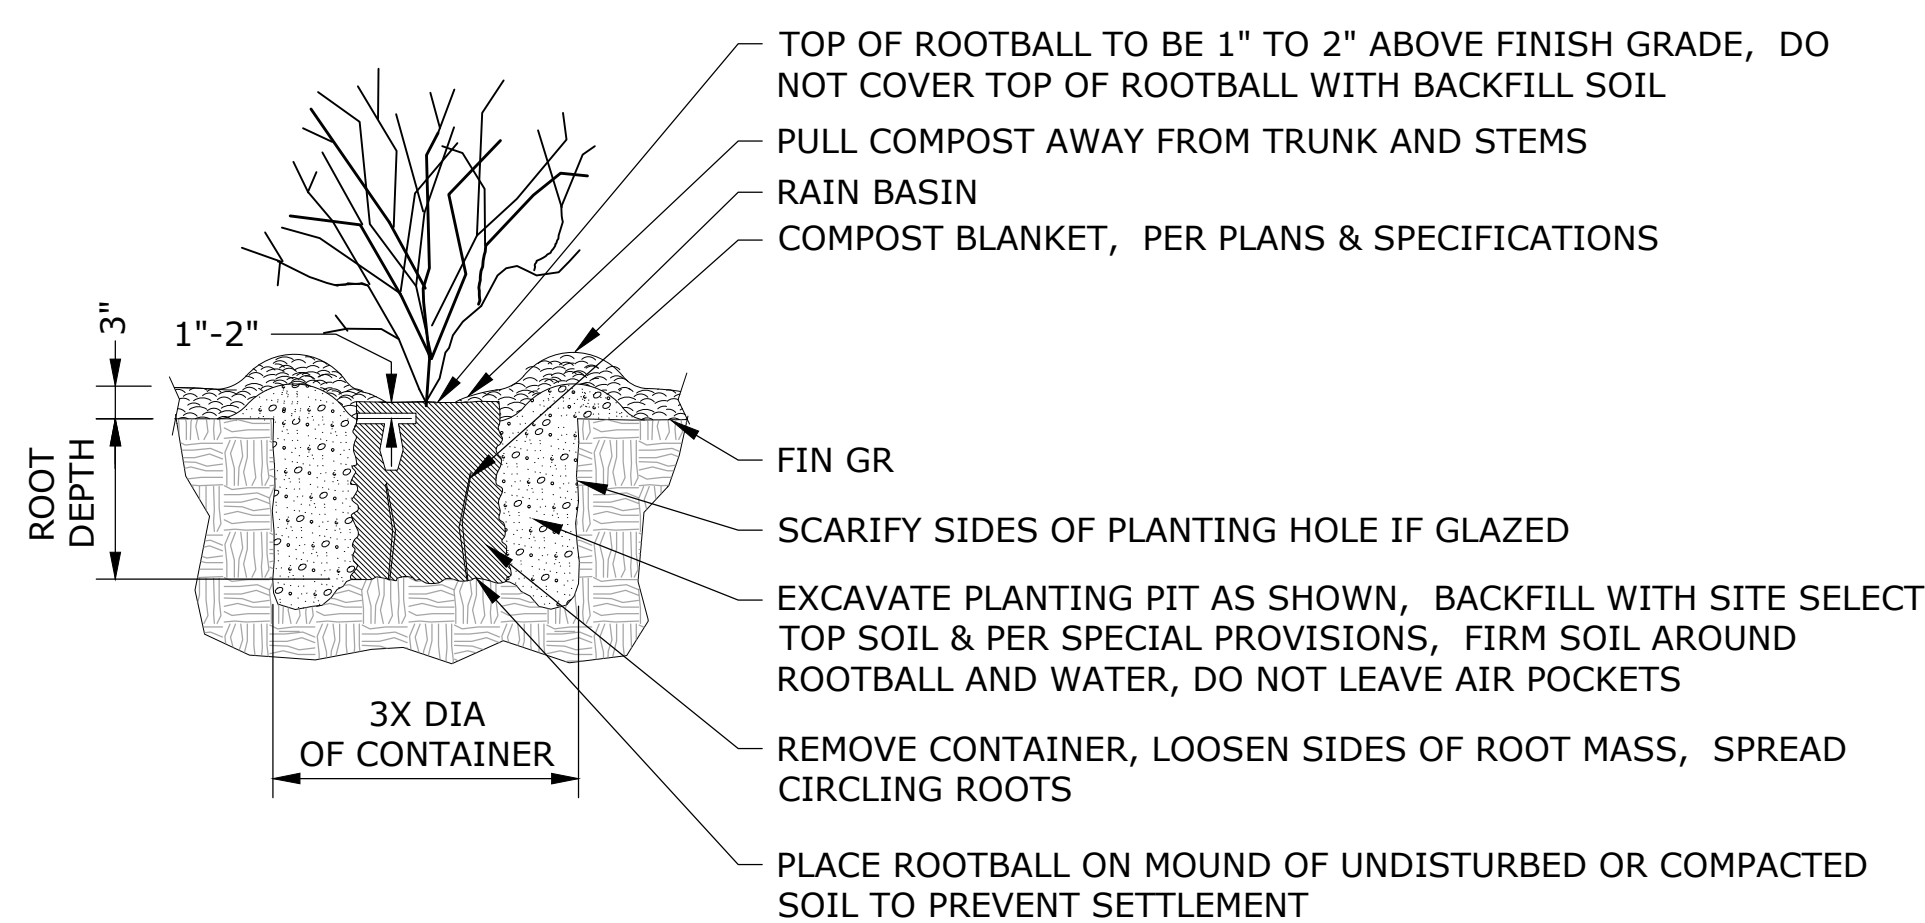 TOP OF ROOTBALL TO BE 1" TO 2" ABOVE FINISH GRADE, DO
NOT COVER TOP OF ROOTBALL WITH BACKFILL SOIL
PULL COMPOST AWAY FROM TRUNK AND STEMS
RAIN BASIN
COMPOST BLANKET, PER PLANS & SPECIFICATIONS
3"
1"-2"
ROOT
DEPTH
FIN GR
SCARIFY SIDES OF PLANTING HOLE IF GLAZED
EXCAVATE PLANTING PIT AS SHOWN, BACKFILL WITH SITE SELECT
TOP SOIL & PER SPECIAL PROVISIONS, FIRM SOIL AROUND
ROOTBALL AND WATER, DO NOT LEAVE AIR POCKETS
3X DIA
OF CONTAINER
REMOVE CONTAINER, LOOSEN SIDES OF ROOT MASS, SPREAD
CIRCLING ROOTS
PLACE ROOTBALL ON MOUND OF UNDISTURBED OR COMPACTED
SOIL TO PREVENT SETTLEMENT